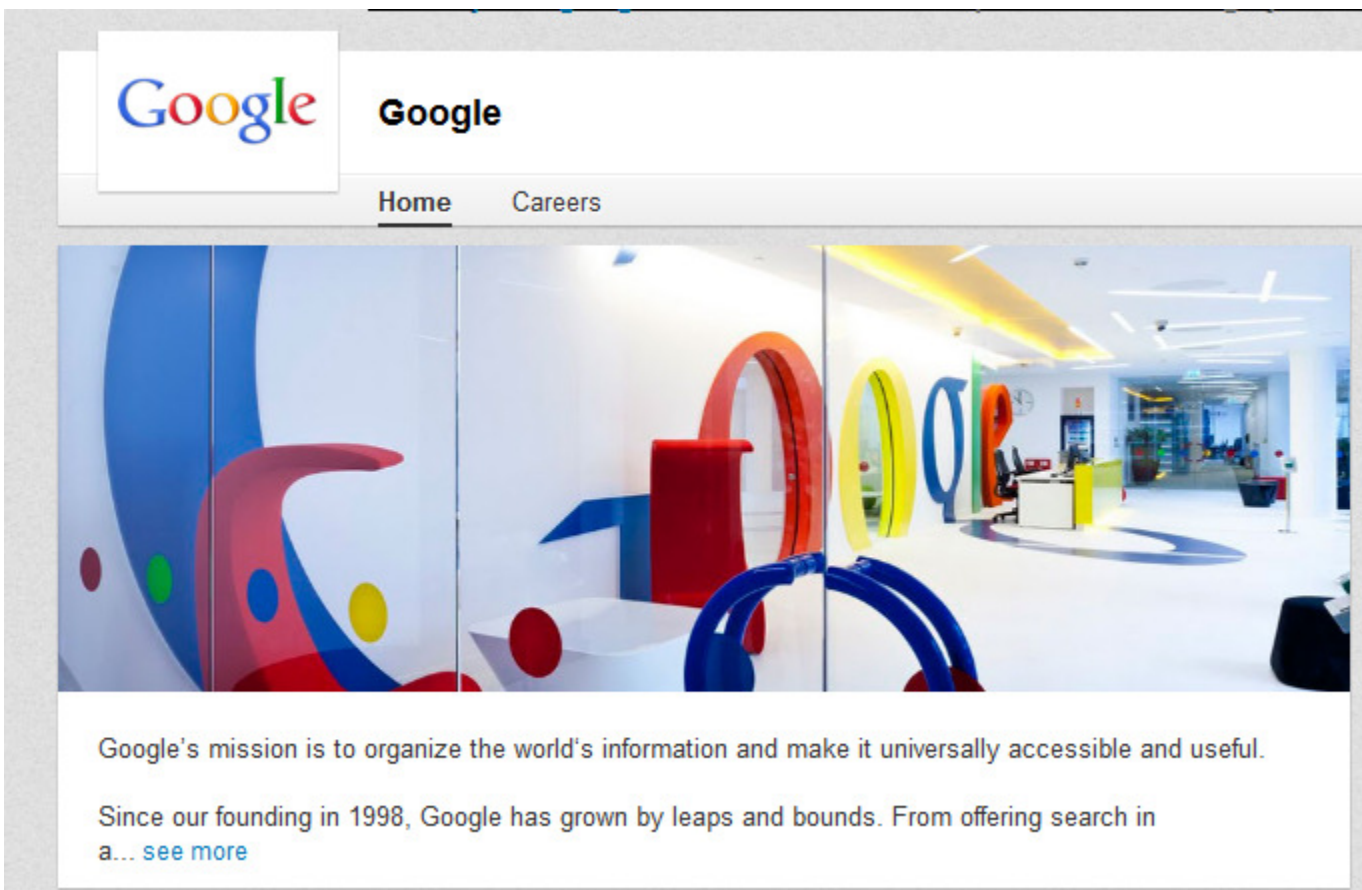 Google
Google
Home Careers
Google's mission is to organize the world's information and make it universally accessible and useful.
Since our founding in 1998, Google has grown by leaps and bounds. From offering search in
a... see more